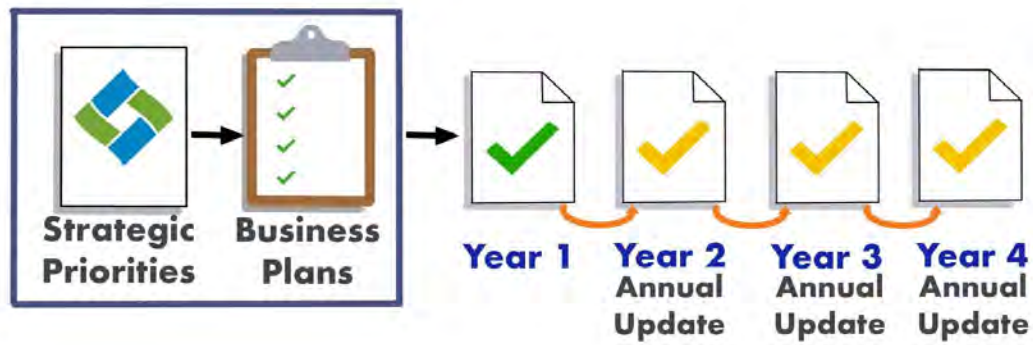 Strategic
Priorities
Business
Plans
Year 1
Year 2
Annual
Update
Year 3
Annual
Update
Year 4
Annual
Update